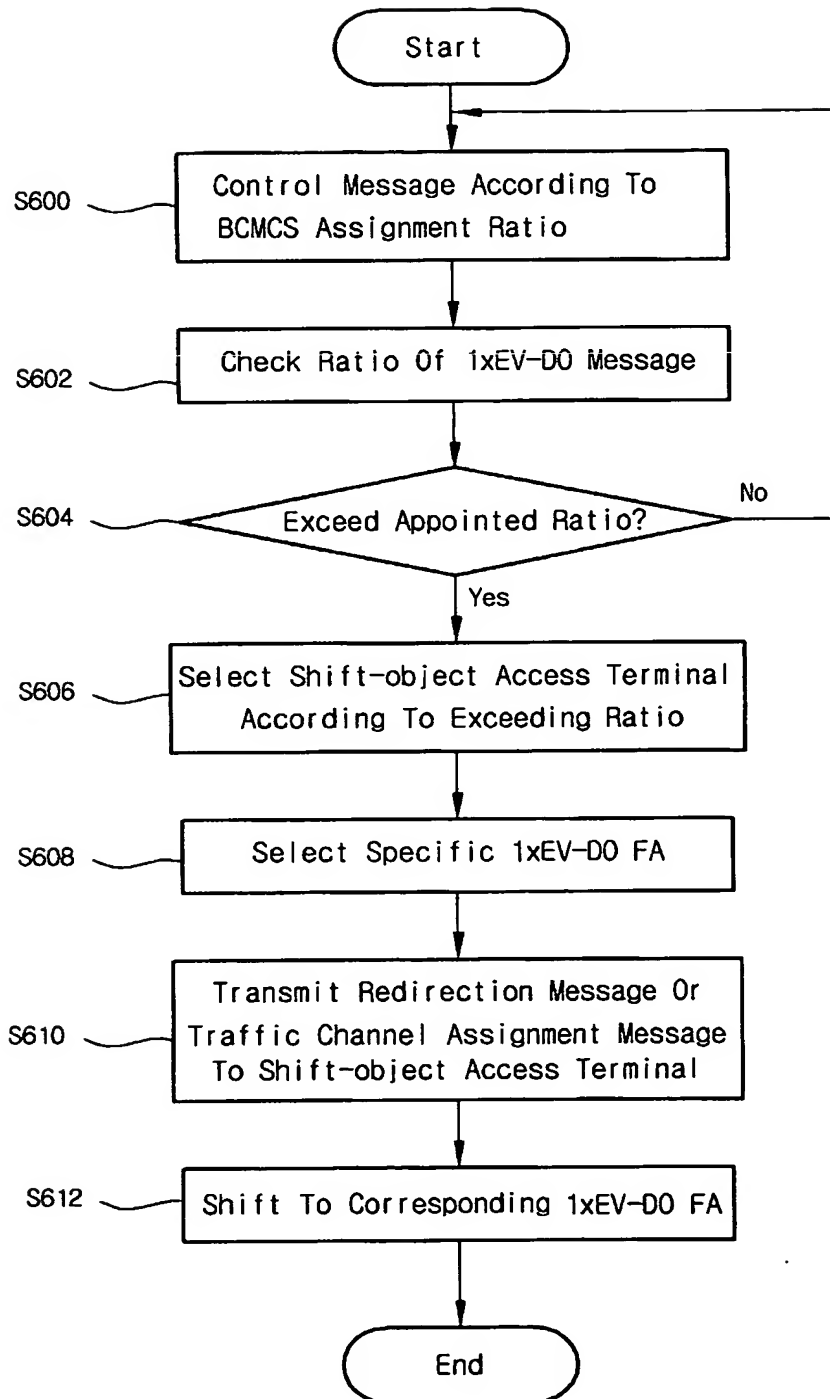 Start
S600
Control Message According To
BCMCS Assignment Ratio
S602
Check Ratio Of 1xEV-DO Message
S604
Exceed Appointed Ratio?
No
Yes
S606
Select Shift-object Access Terminal
According To Exceeding Ratio
S608
Select Specific 1xEV-DO FA
S610
Transmit Redirection Message Or
Traffic Channel Assignment Message
To Shift-object Access Terminal
S612
Shift To Corresponding 1xEV-DO FA
End